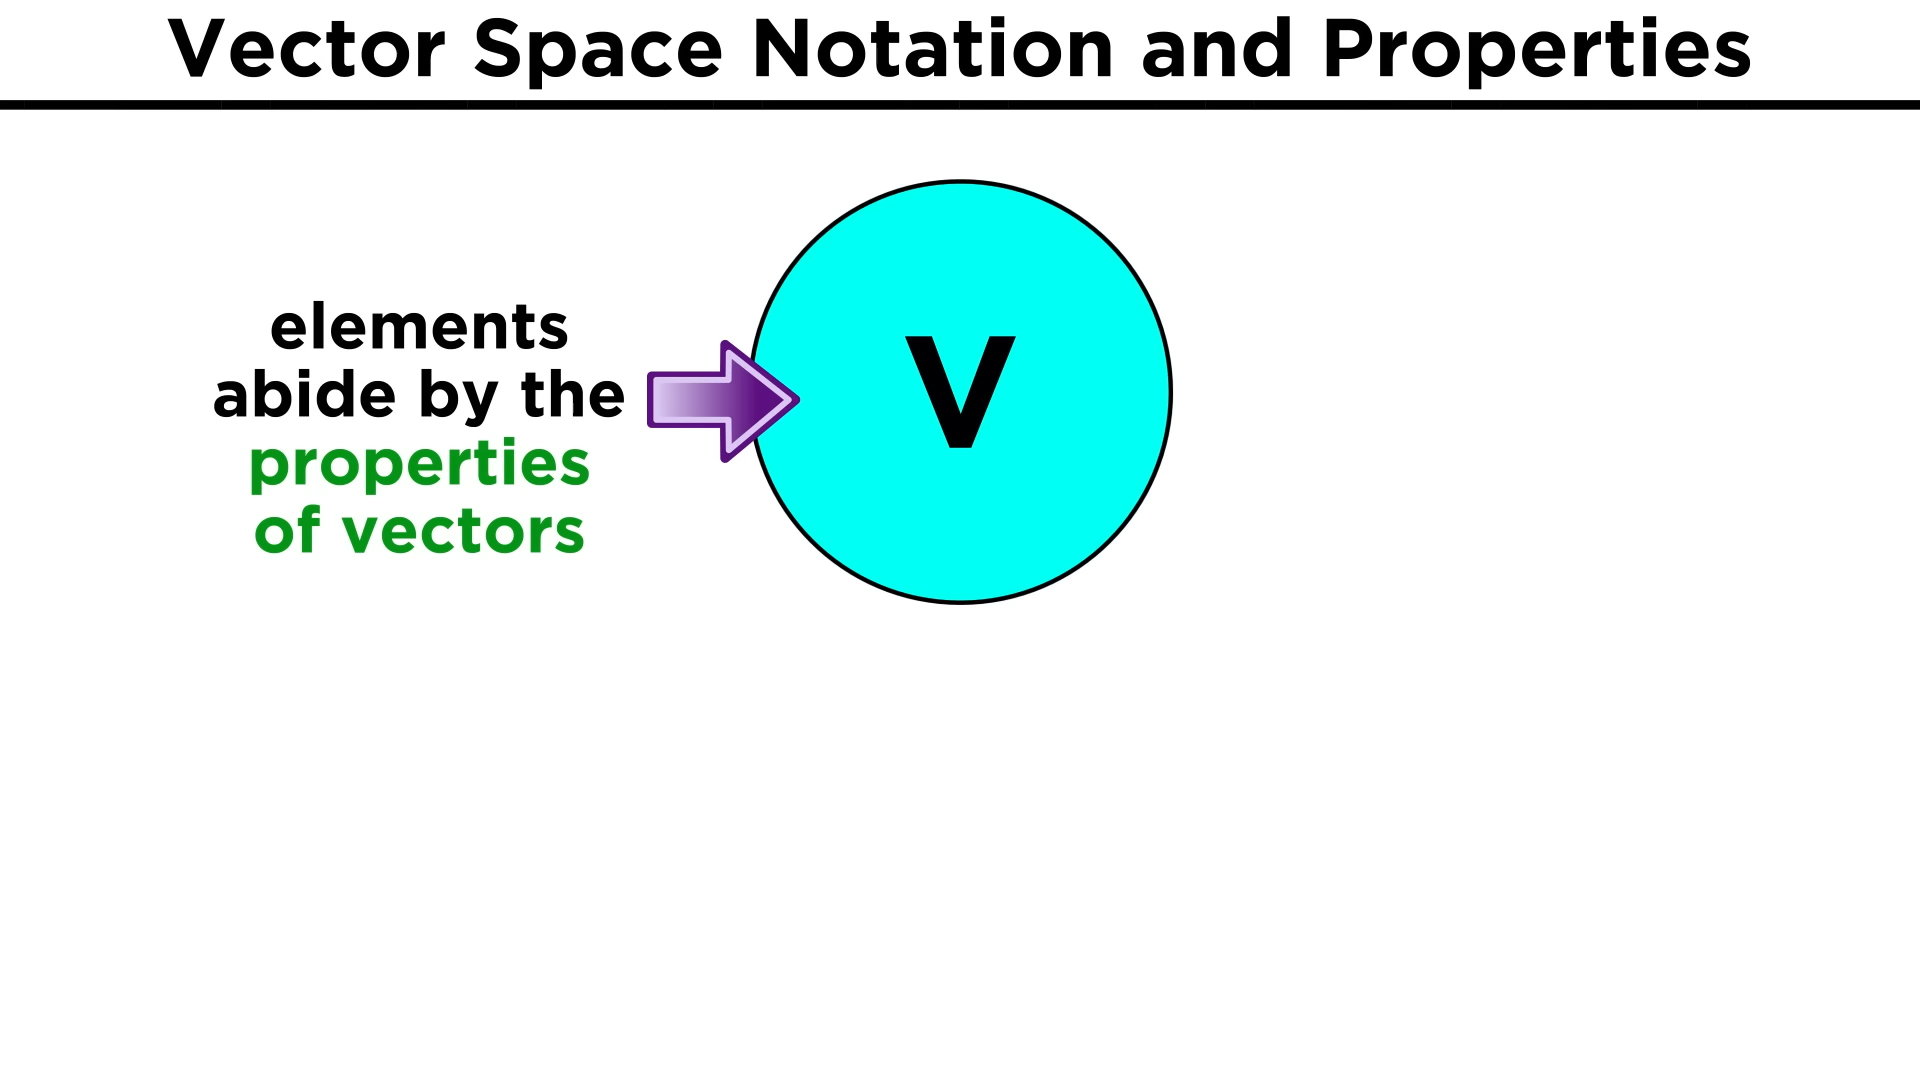 Vector Space Notation and Properties
elements
abide by the
properties
of vectors
V